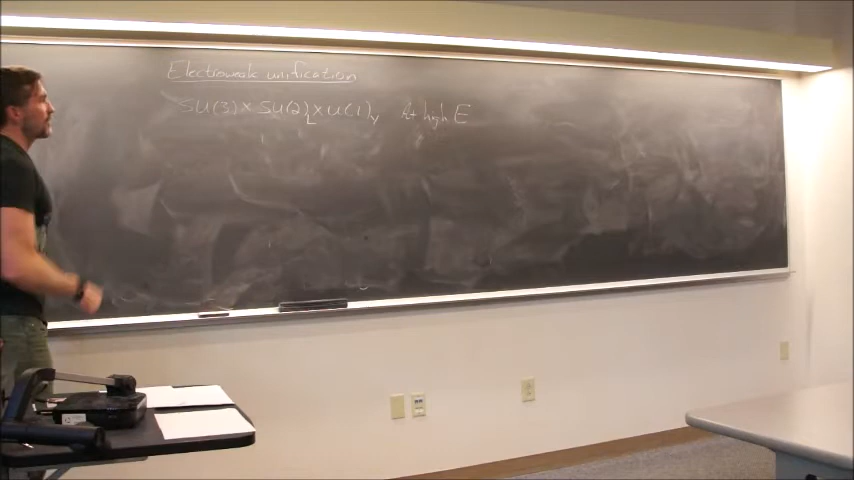 Electroweak unification
SU(3) × SU(2)_L × U(1)_Y At high E